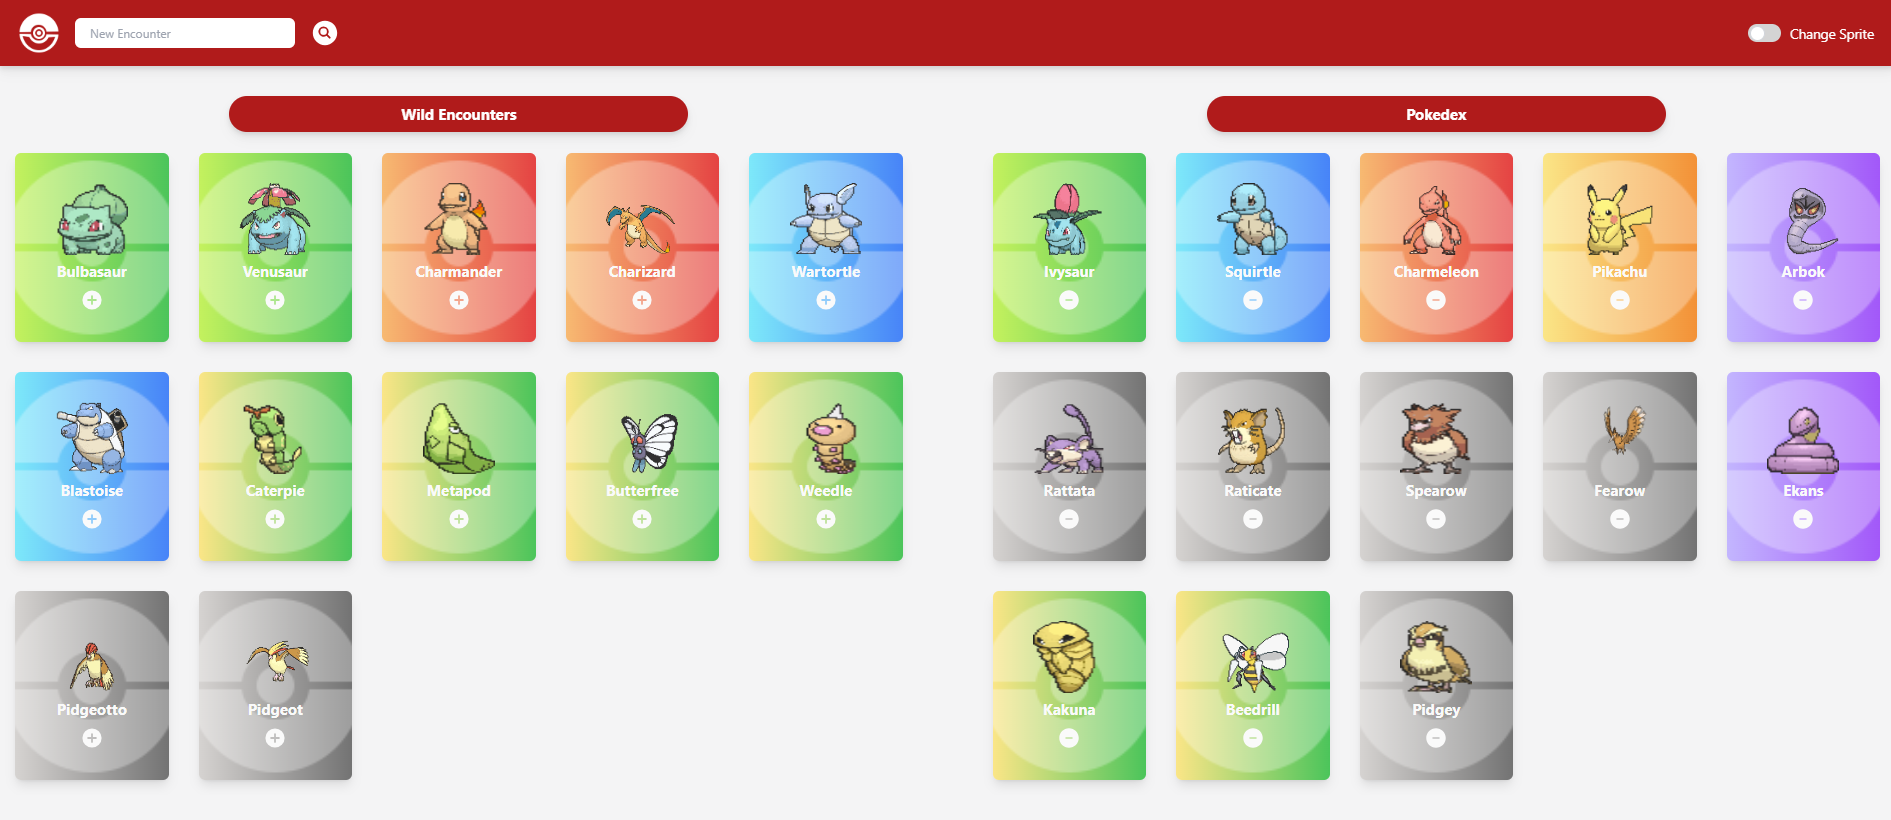 New Encounter
Change Sprite
Wild Encounters
Bulbasaur
Venusaur
Charmander
Charizard
Wartortle
Blastoise
Caterpie
Metapod
Butterfree
Weedle
Pidgeotto
Pidgeot
Pokedex
Ivysaur
Squirtle
Charmeleon
Pikachu
Arbok
Rattata
Raticate
Spearow
Fearow
Ekans
Kakuna
Beedrill
Pidgey